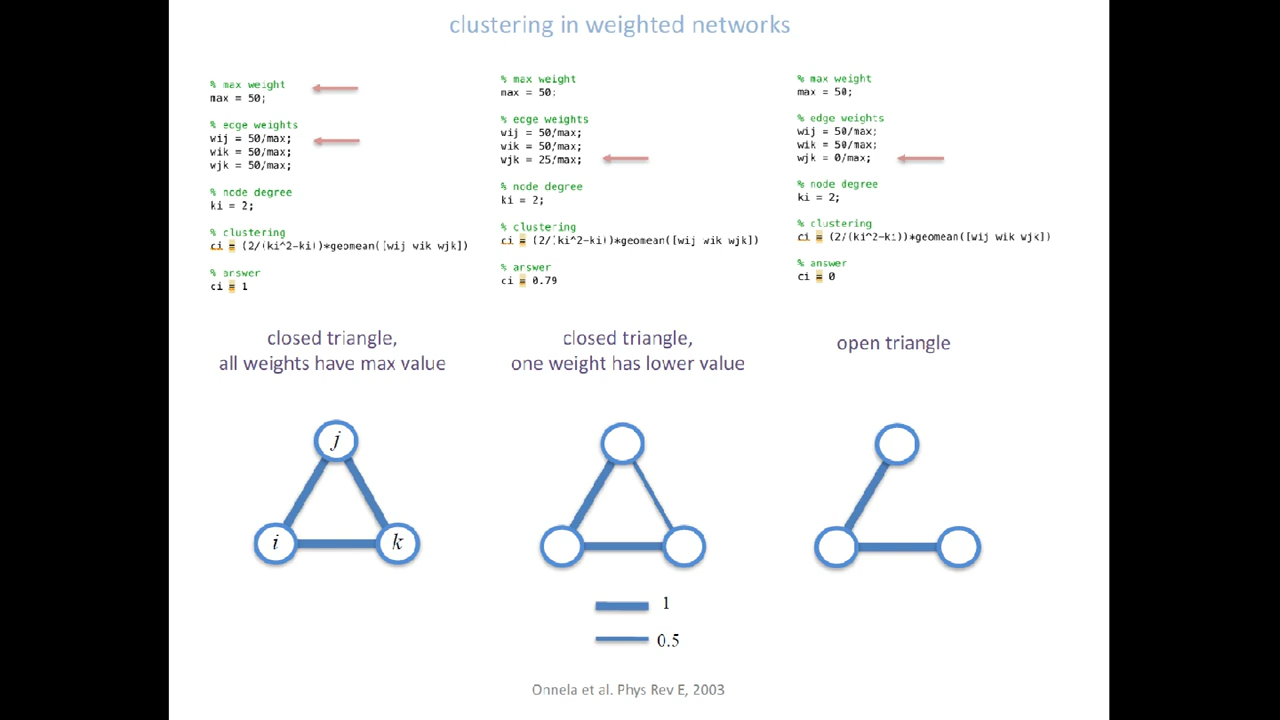 clustering in weighted networks
% max weight
max = 50;
% edge weights
wij = 50/max;
wik = 50/max;
wjk = 50/max;
% node degree
ki = 2;
% clustering
ci = (2/(ki^2-ki))*geomean([wij wik wjk])
% answer
ci = 1
% max weight
max = 50;
% edge weights
wij = 50/max;
wik = 50/max;
wjk = 25/max;
% node degree
ki = 2;
% clustering
ci = (2/(ki^2-ki))*geomean([wij wik wjk])
% answer
ci = 0.79
% max weight
max = 50;
% edge weights
wij = 50/max;
wik = 50/max;
wjk = 0/max;
% node degree
ki = 2;
% clustering
ci = (2/(ki^2-ki))*geomean([wij wik wjk])
% answer
ci = 0
closed triangle,
all weights have max value
closed triangle,
one weight has lower value
open triangle
j
i
k
1
0.5
Onnela et al. Phys Rev E, 2003